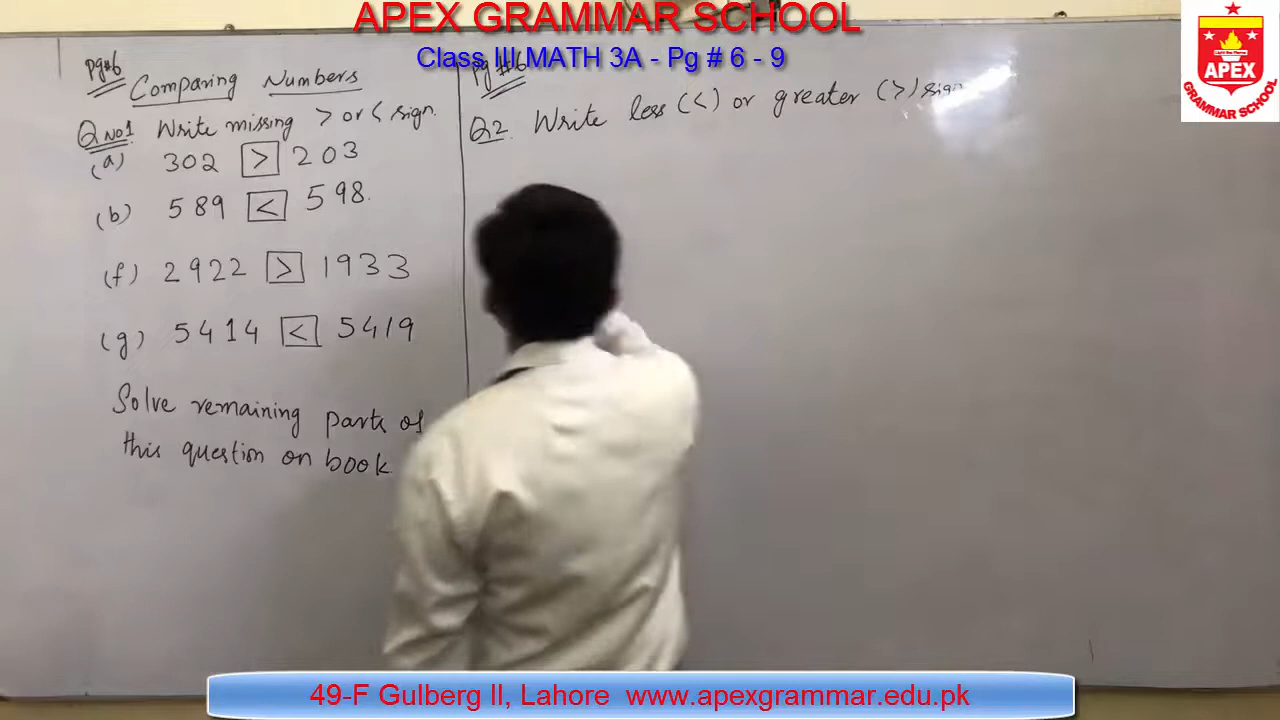 APEX GRAMMAR SCHOOL
Class III MATH 3A - Pg # 6 - 9
APEX
GRAMMAR SCHOOL
Pg#6
Comparing Numbers
Q No1. Write missing > or < sign.
(a) 302 > 203
(b) 589 < 598.
(f) 2922 > 1933
(g) 5414 < 5419
Solve remaining parts of
this question on book
Pg #6
Q2. Write less (<) or greater (>) sign
49-F Gulberg II, Lahore www.apexgrammar.edu.pk